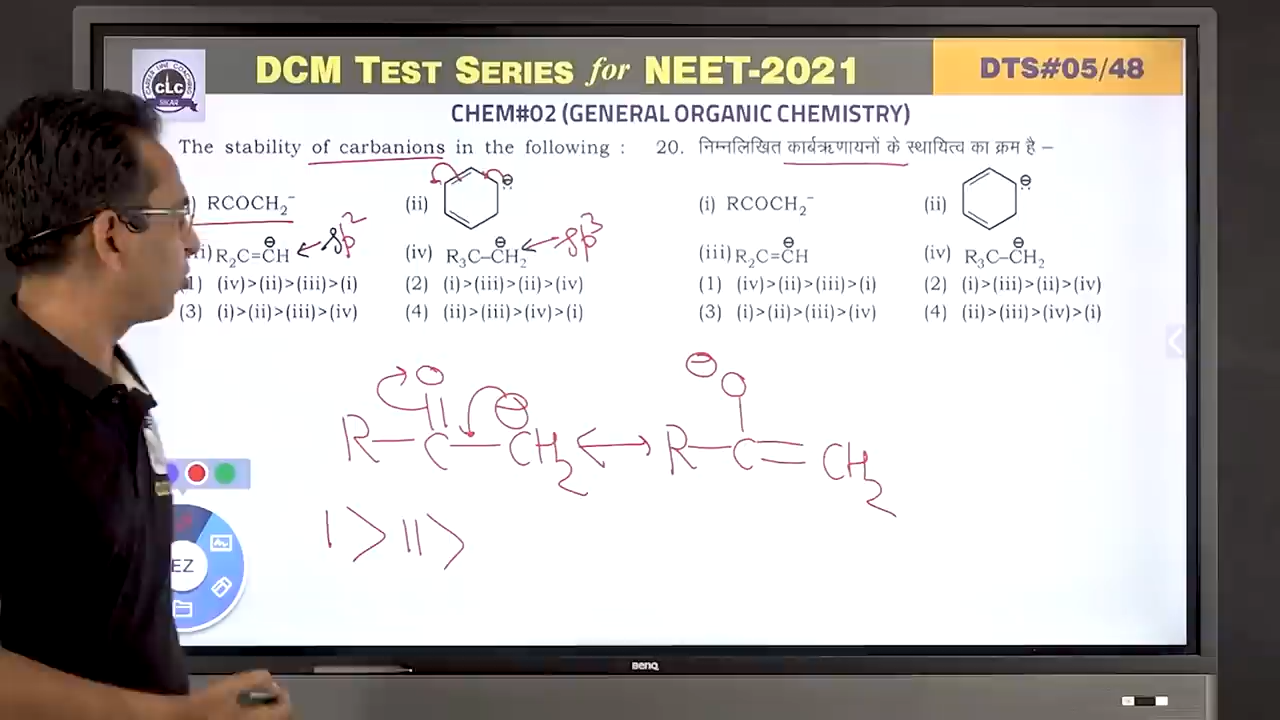 DCM TEST SERIES for NEET-2021
DTS#05/48
CLC
SIKAR
CHEM#02 (GENERAL ORGANIC CHEMISTRY)
The stability of carbanions in the following :
) RCOCH₂⁻
(ii) ⊖
ii) R₂C=C⊖H ← sp²
(iv) R₃C–C⊖H₂ ← sp³
1) (iv)>(ii)>(iii)>(i)
(2) (i)>(iii)>(ii)>(iv)
(3) (i)>(ii)>(iii)>(iv)
(4) (ii)>(iii)>(iv)>(i)
20. निम्नलिखित कार्बऋणायनों के स्थायित्व का क्रम है –
(i) RCOCH₂⁻
(ii) ⊖
(iii) R₂C=C⊖H
(iv) R₃C–C⊖H₂
(1) (iv)>(ii)>(iii)>(i)
(2) (i)>(iii)>(ii)>(iv)
(3) (i)>(ii)>(iii)>(iv)
(4) (ii)>(iii)>(iv)>(i)
O ⊖
R–C–CH₂ ↔ R–C=CH₂
⊖ O
I > II >
EZ
BenQ